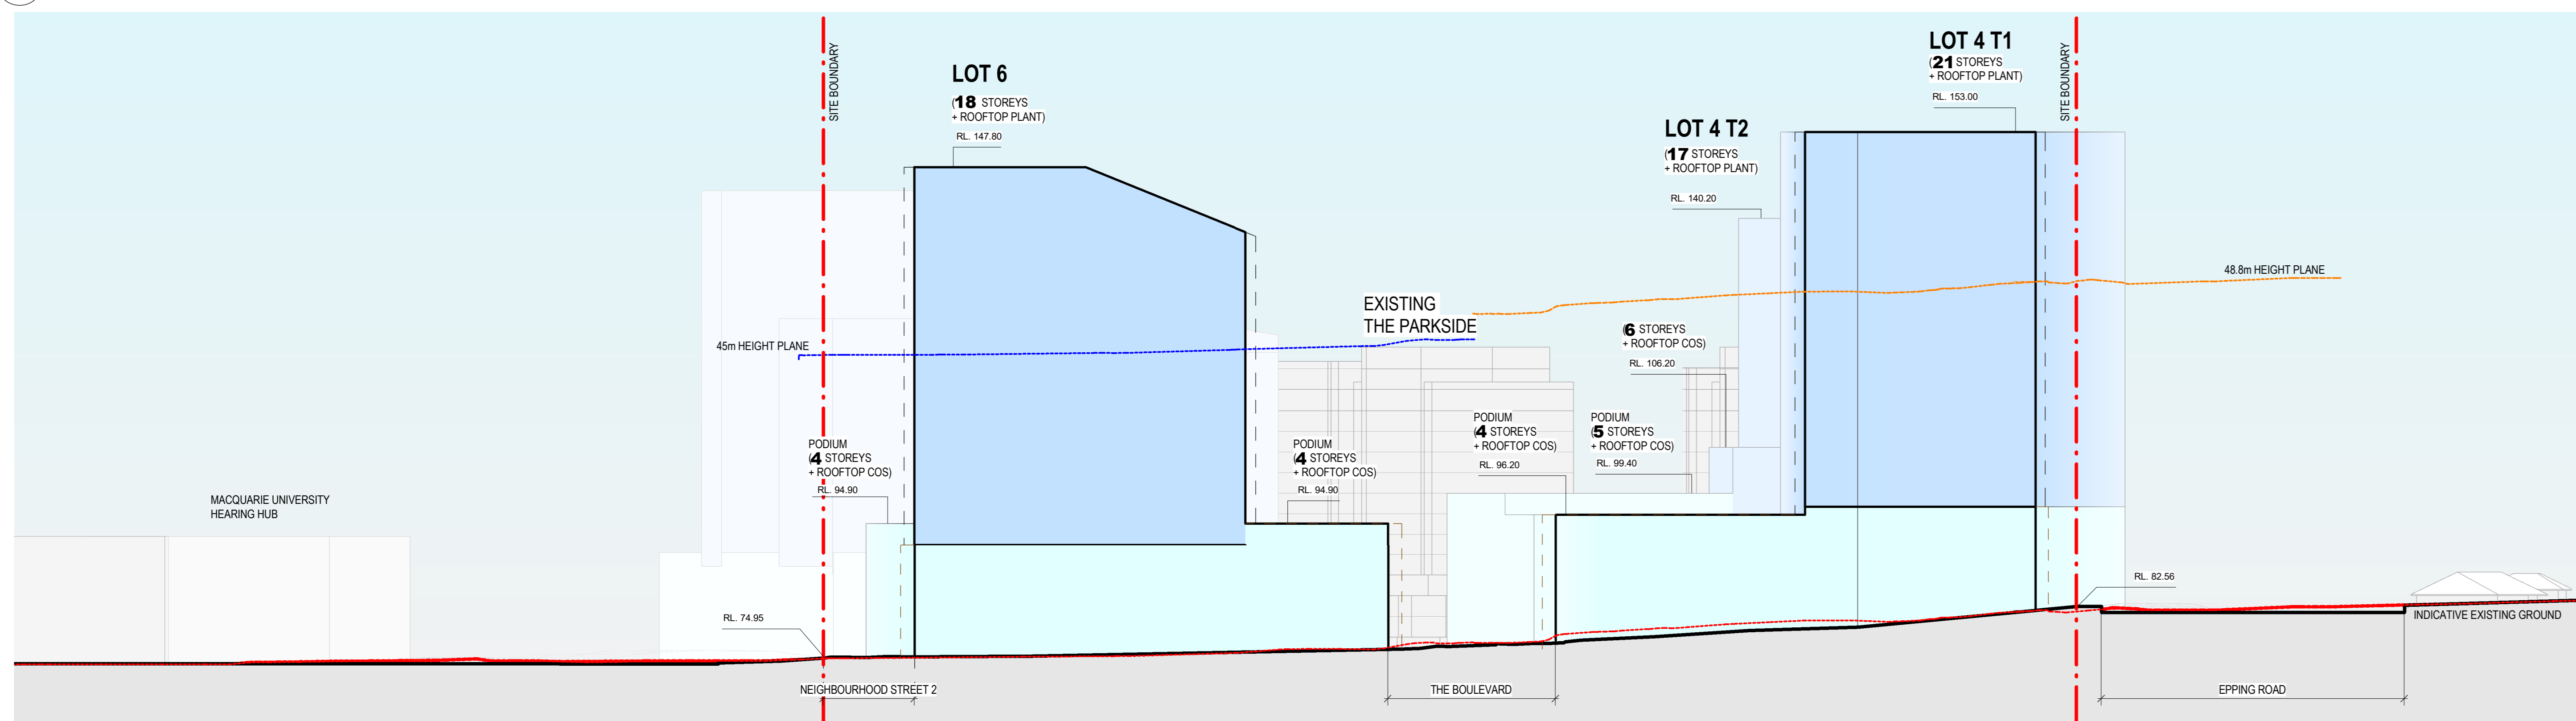 SITE BOUNDARY
LOT 6
(18 STOREYS
+ ROOFTOP PLANT)
RL. 147.80
LOT 4 T1
(21 STOREYS
+ ROOFTOP PLANT)
RL. 153.00
SITE BOUNDARY
LOT 4 T2
(17 STOREYS
+ ROOFTOP PLANT)
RL. 140.20
48.8m HEIGHT PLANE
EXISTING
THE PARKSIDE
45m HEIGHT PLANE
(6 STOREYS
+ ROOFTOP COS)
RL. 106.20
PODIUM
(4 STOREYS
+ ROOFTOP COS)
RL. 94.90
PODIUM
(4 STOREYS
+ ROOFTOP COS)
RL. 94.90
PODIUM
(4 STOREYS
+ ROOFTOP COS)
RL. 96.20
PODIUM
(5 STOREYS
+ ROOFTOP COS)
RL. 99.40
MACQUARIE UNIVERSITY
HEARING HUB
RL. 74.95
RL. 82.56
INDICATIVE EXISTING GROUND
NEIGHBOURHOOD STREET 2
THE BOULEVARD
EPPING ROAD